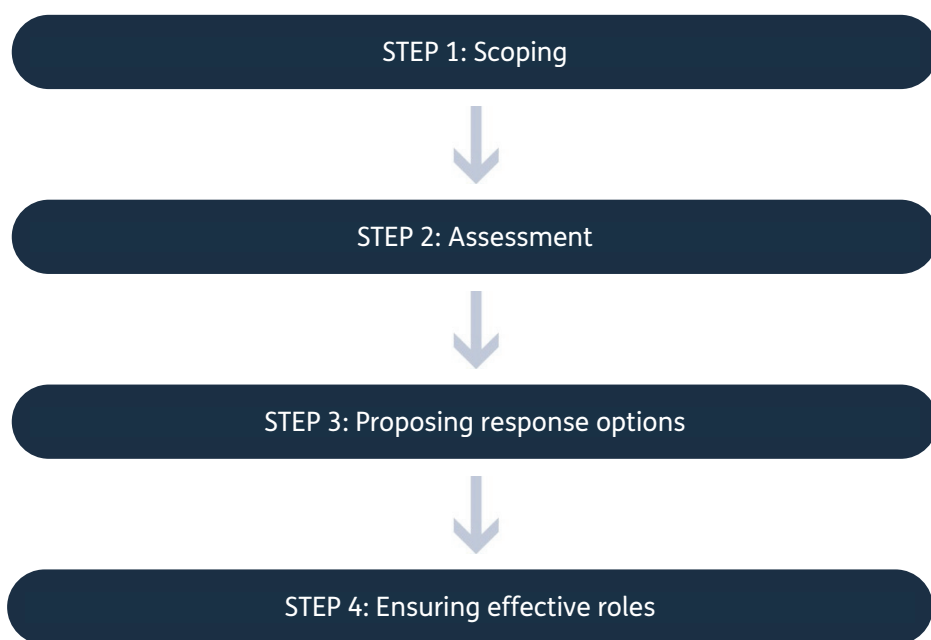 STEP 1: Scoping
STEP 2: Assessment
STEP 3: Proposing response options
STEP 4: Ensuring effective roles